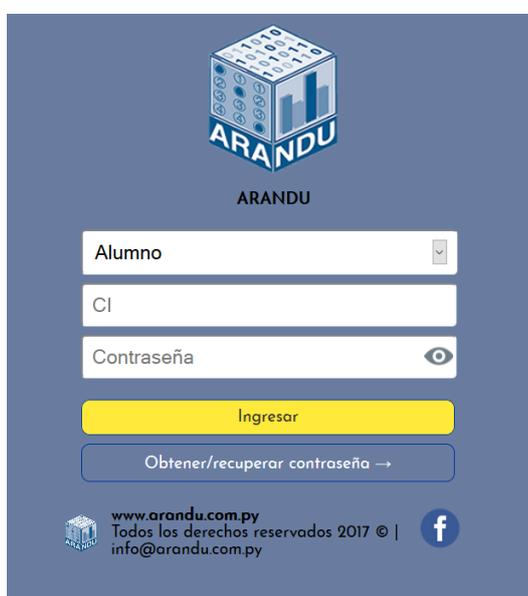 ARANDU
ARANDU
Alumno
CI
Contraseña
Ingresar
Obtener/recuperar contraseña →
www.arandu.com.py
Todos los derechos reservados 2017 © |
info@arandu.com.py
ARANDU
f